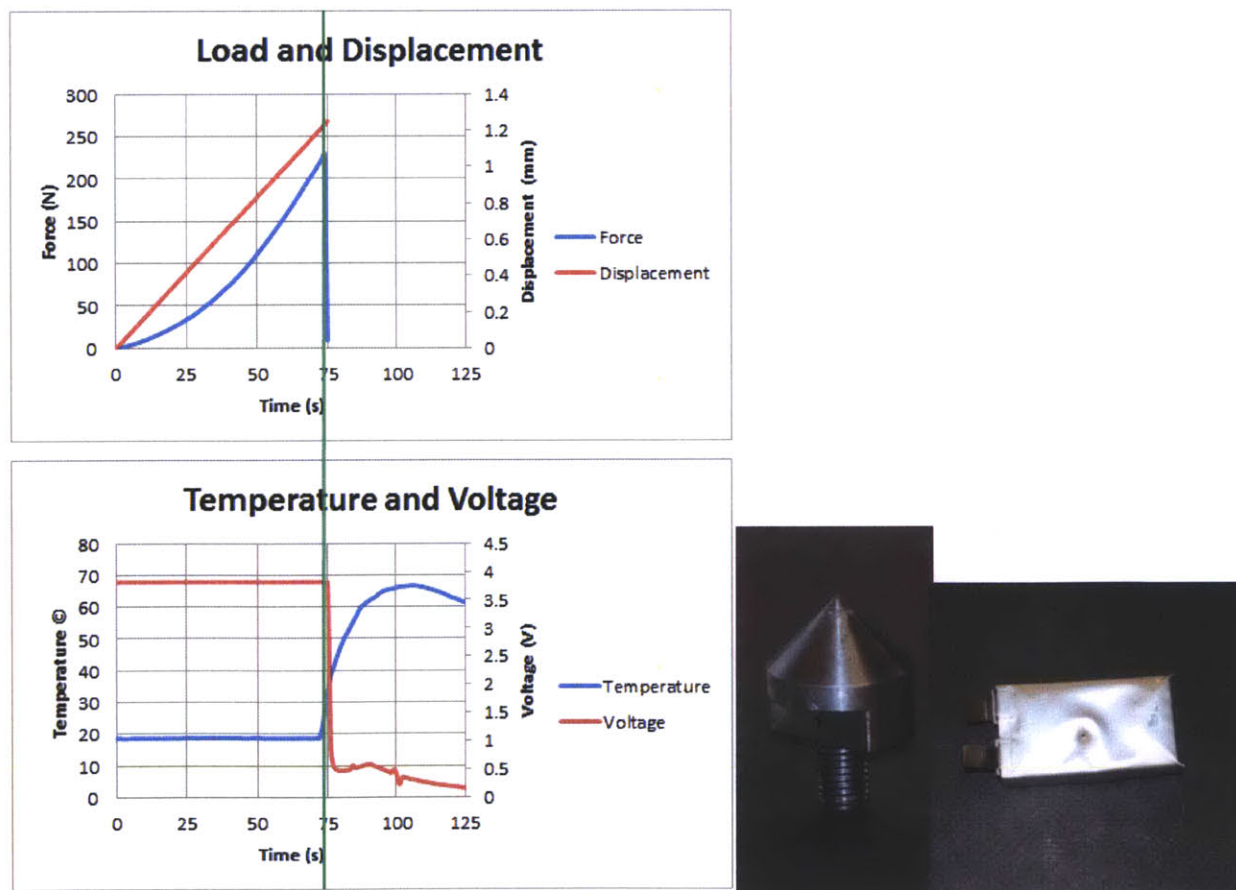 Load and Displacement
300
250
200
150
100
50
0
Force (N)
1.4
1.2
1
0.8
0.6
0.4
0.2
0
Displacement (mm)
Force
Displacement
0 25 50 75 100 125
Time (s)
Temperature and Voltage
80
70
60
50
40
30
20
10
0
Temperature ©
4.5
4
3.5
3
2.5
2
1.5
1
0.5
0
Voltage (V)
Temperature
Voltage
0 25 50 75 100 125
Time (s)